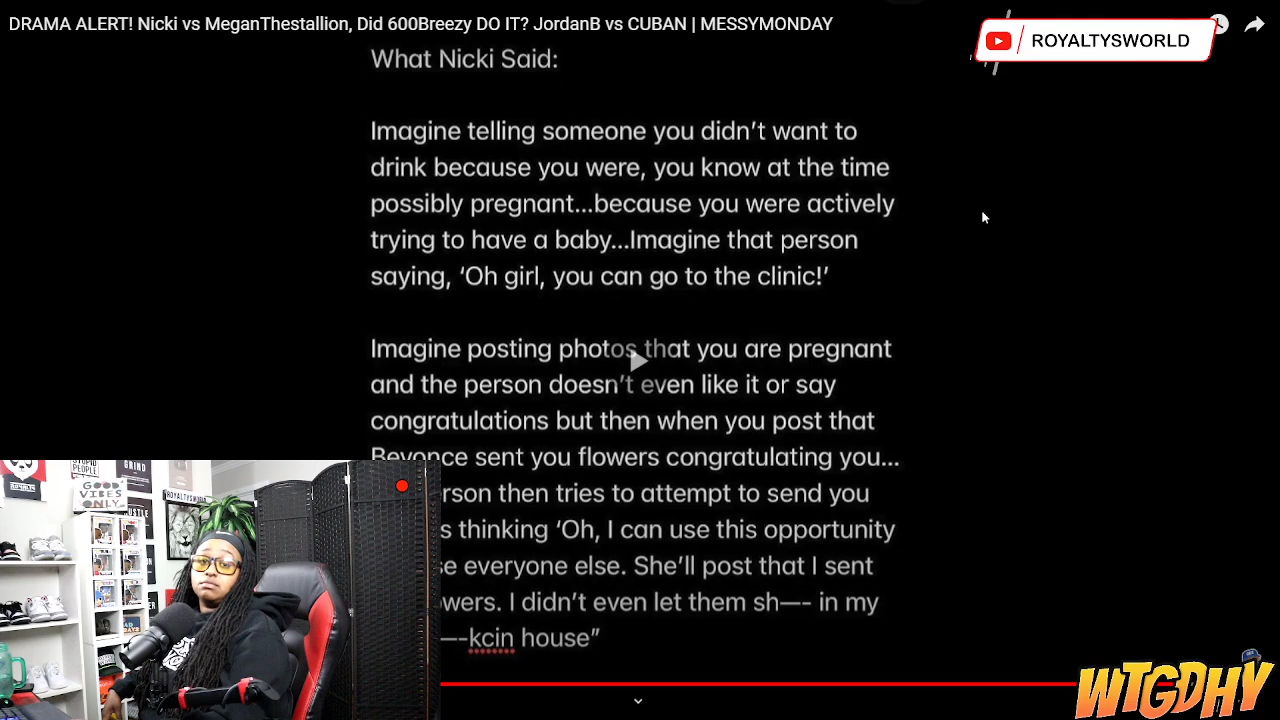 DRAMA ALERT! Nicki vs MeganThestallion, Did 600Breezy DO IT? JordanB vs CUBAN | MESSYMONDAY
ROYALTYSWORLD
What Nicki Said:
Imagine telling someone you didn't want to
drink because you were, you know at the time
possibly pregnant...because you were actively
trying to have a baby...Imagine that person
saying, 'Oh girl, you can go to the clinic!'
Imagine posting photos that you are pregnant
and the person doesn't even like it or say
congratulations but then when you post that
Beyonce sent you flowers congratulating you...
rson then tries to attempt to send you
s thinking 'Oh, I can use this opportunity
se everyone else. She'll post that I sent
wers. I didn't even let them sh—- in my
—-kcin house"
STUPID
PEOPLE
GRIND
GOOD
VIBES
ONLY
HUSTLE
ROYALTYSWORLD
WTGDHY